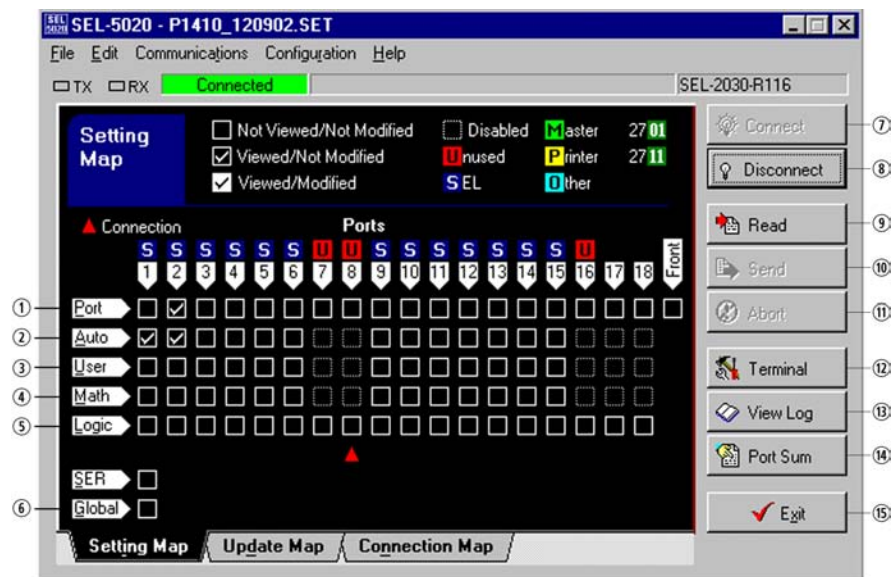 SEL-5020 - P1410_120902.SET
File Edit Communications Configuration Help
TX RX Connected SEL-2030-R116
Setting Map
Not Viewed/Not Modified Disabled Master 27 01
Viewed/Not Modified Unused Printer 27 11
Viewed/Modified SEL Other
Connection Ports
S S S S S S U U S S S S S S S U
1 2 3 4 5 6 7 8 9 10 11 12 13 14 15 16 17 18 Front
① Port
② Auto
③ User
④ Math
⑤ Logic
SER
⑥ Global
Setting Map Update Map Connection Map
Connect ⑦
Disconnect ⑧
Read ⑨
Send ⑩
Abort ⑪
Terminal ⑫
View Log ⑬
Port Sum ⑭
Exit ⑮